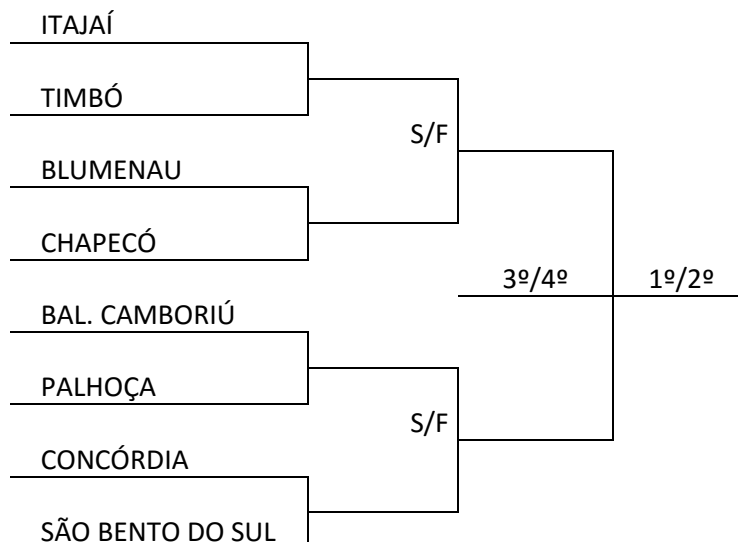 ITAJAÍ
TIMBÓ
S/F
BLUMENAU
CHAPECÓ
3º/4º 1º/2º
BAL. CAMBORIÚ
PALHOÇA
S/F
CONCÓRDIA
SÃO BENTO DO SUL